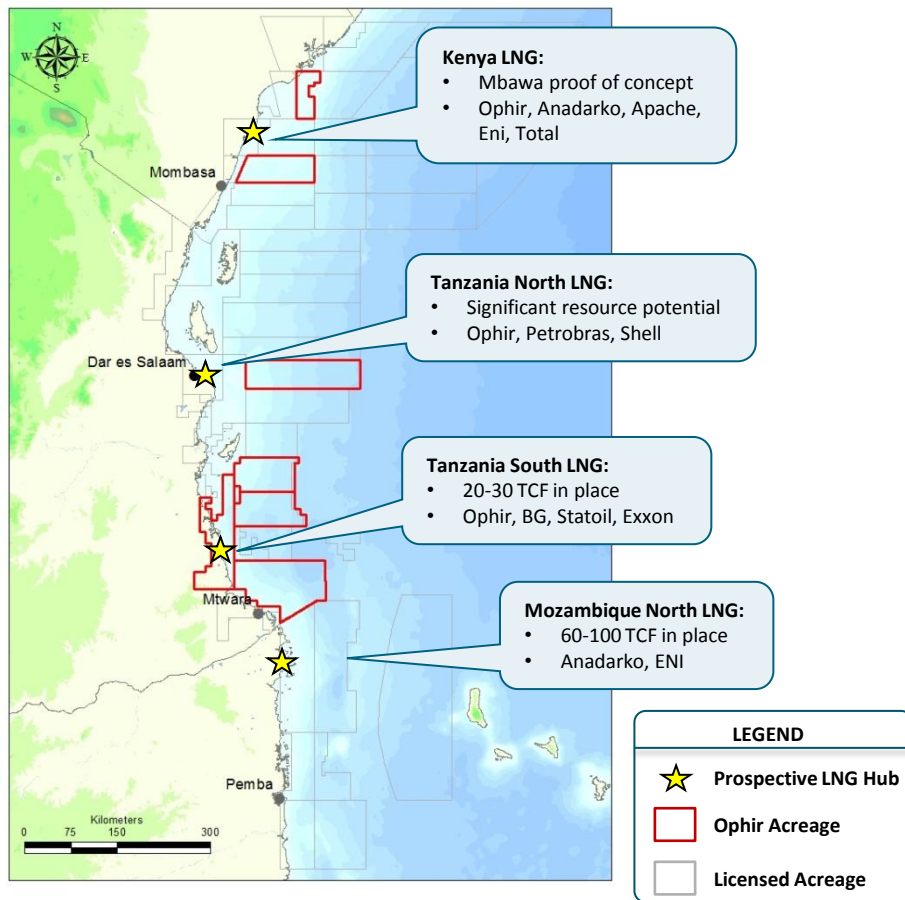 N
W E
S
Kenya LNG:
• Mbawa proof of concept
• Ophir, Anadarko, Apache,
Eni, Total
Mombasa
Tanzania North LNG:
• Significant resource potential
• Ophir, Petrobras, Shell
Dar es Salaam
Tanzania South LNG:
• 20-30 TCF in place
• Ophir, BG, Statoil, Exxon
Mtwara
Mozambique North LNG:
• 60-100 TCF in place
• Anadarko, ENI
Pemba
Kilometers
0 75 150 300
LEGEND
Prospective LNG Hub
Ophir Acreage
Licensed Acreage